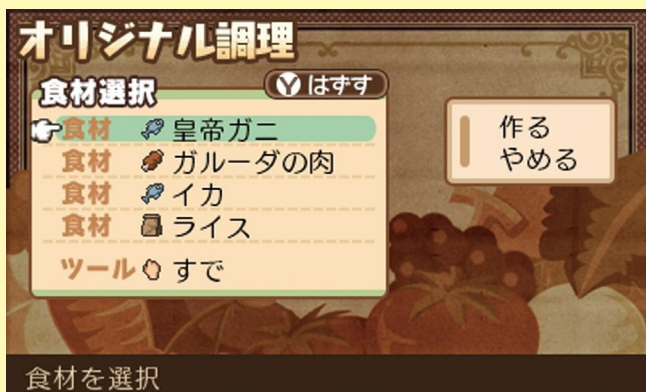 オリジナル調理
食材選択
Y はずす
食材 皇帝ガニ
食材 ガルーダの肉
食材 イカ
食材 ライス
ツール すで
作る
やめる
食材を選択